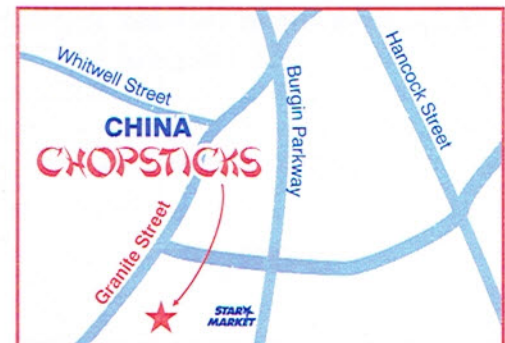 Whitwell Street
CHINA
CHOPSTICKS
Burgin Parkway
Hancock Street
Granite Street
STAR
MARKET